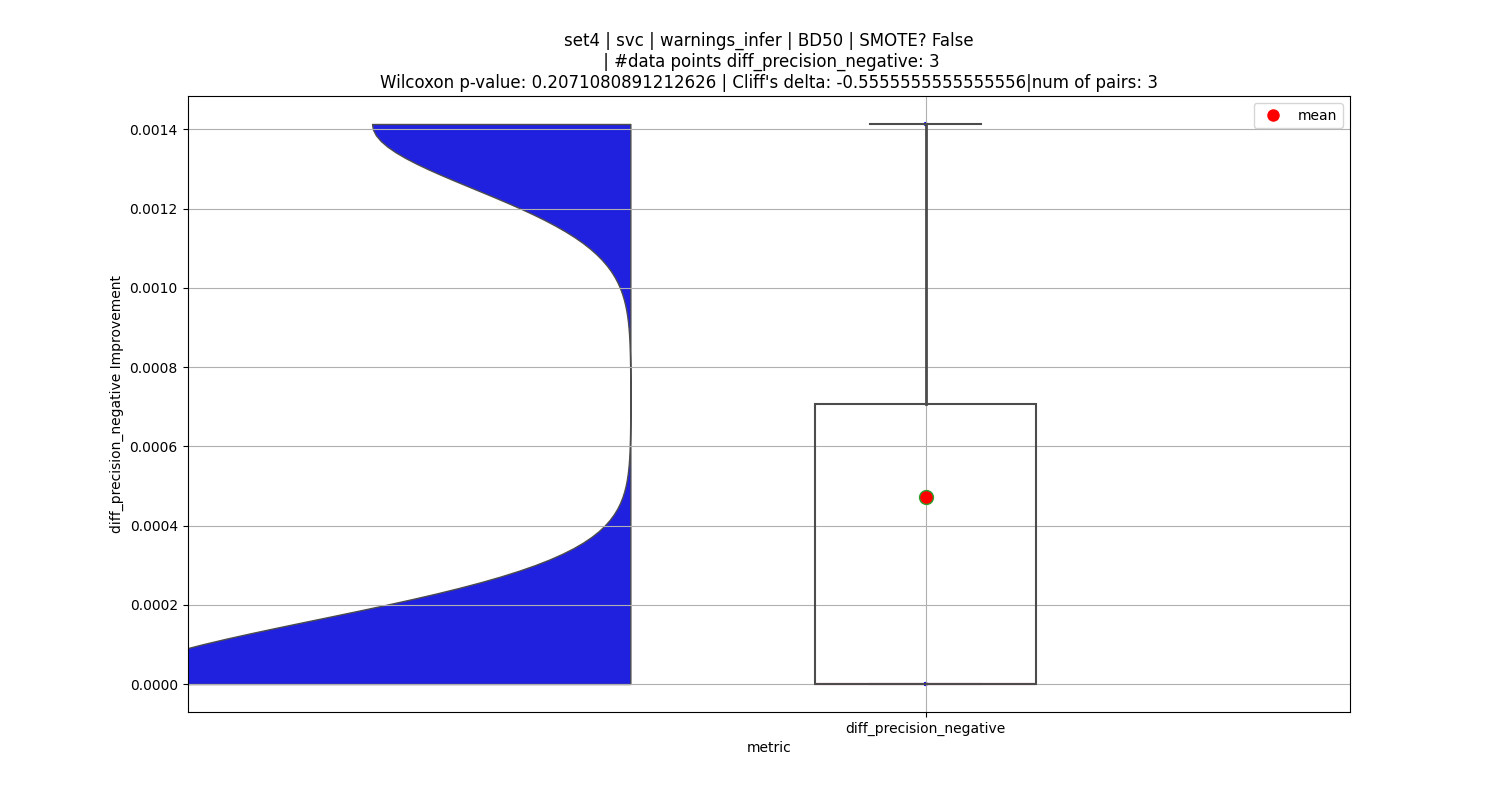 set4 | svc | warnings_infer | BD50 | SMOTE? False
| #data points diff_precision_negative: 3
Wilcoxon p-value: 0.2071080891212626 | Cliff's delta: -0.5555555555555556|num of pairs: 3
mean
0.0014
0.0012
0.0010
0.0008
0.0006
0.0004
0.0002
0.0000
diff_precision_negative Improvement
diff_precision_negative
metric